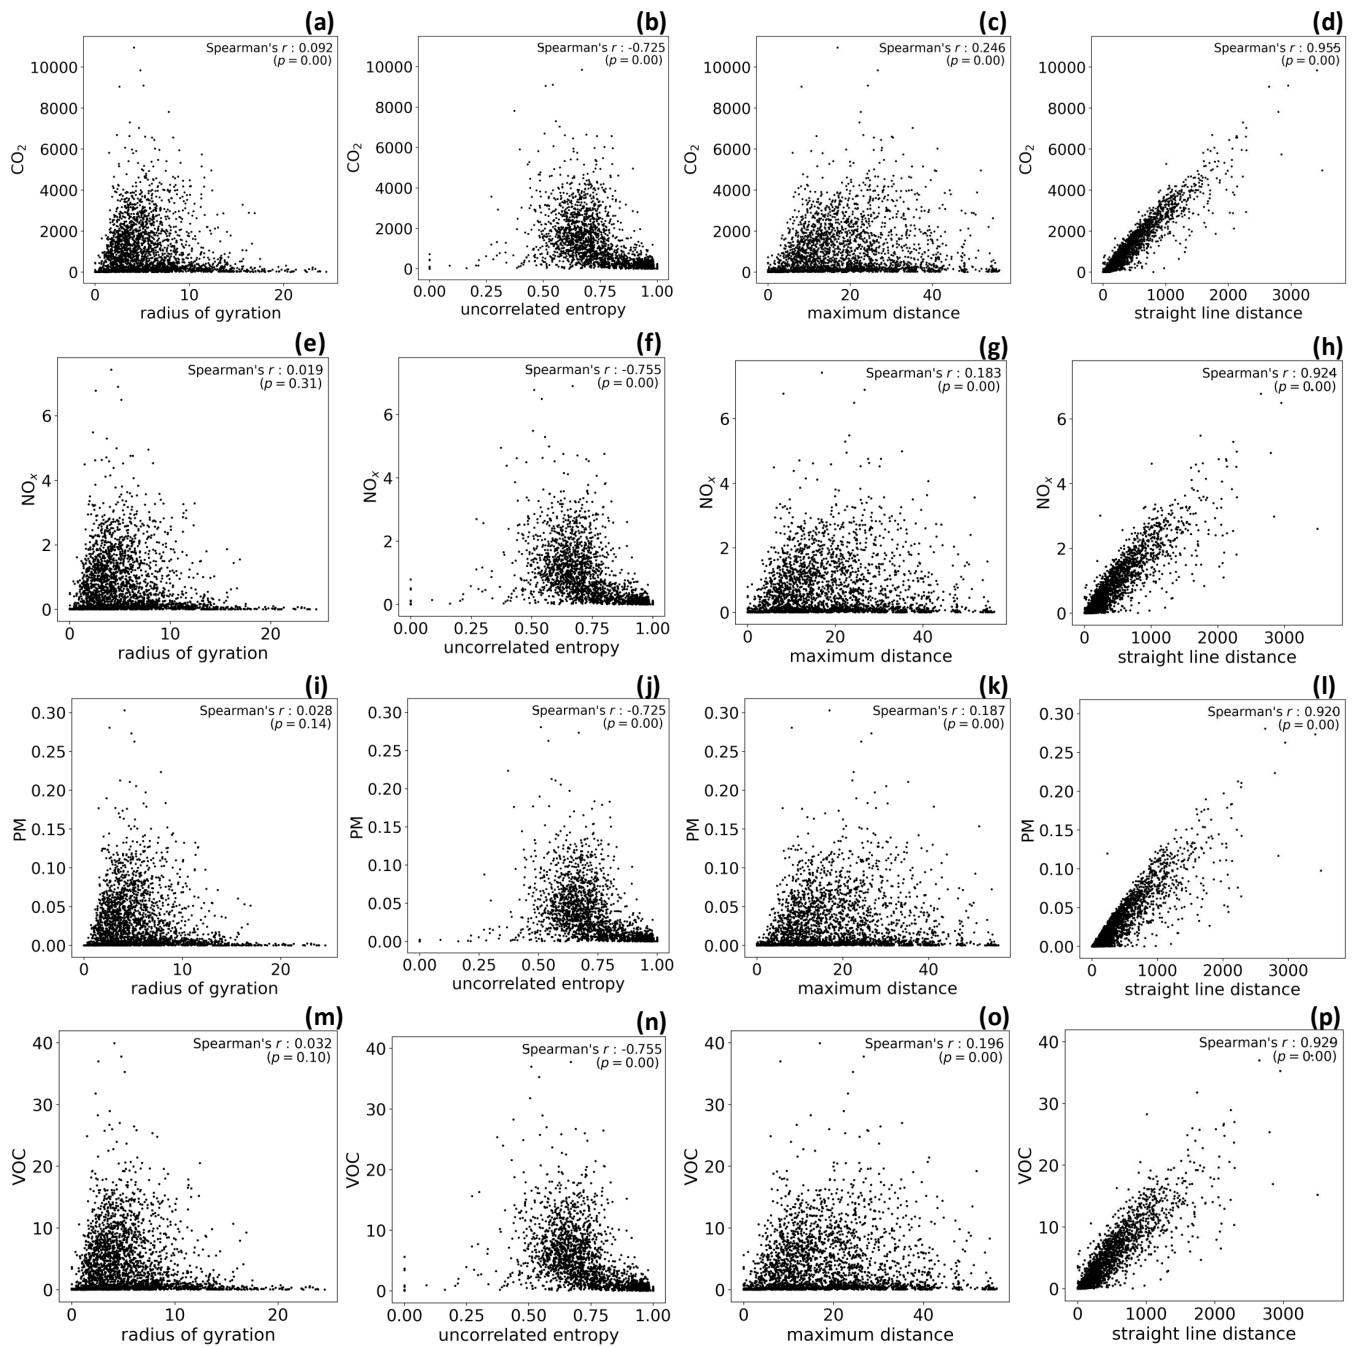 (a)
Spearman's r : 0.092
(p = 0.00)
10000
8000
6000
4000
2000
0
CO₂
0 10 20
radius of gyration
(b)
Spearman's r : -0.725
(p = 0.00)
10000
8000
6000
4000
2000
0
CO₂
0.00 0.25 0.50 0.75 1.00
uncorrelated entropy
(c)
Spearman's r : 0.246
(p = 0.00)
10000
8000
6000
4000
2000
0
CO₂
0 20 40
maximum distance
(d)
Spearman's r : 0.955
(p = 0.00)
10000
8000
6000
4000
2000
0
CO₂
0 1000 2000 3000
straight line distance
(e)
Spearman's r : 0.019
(p = 0.31)
6
4
2
0
NOₓ
0 10 20
radius of gyration
(f)
Spearman's r : -0.755
(p = 0.00)
6
4
2
0
NOₓ
0.00 0.25 0.50 0.75 1.00
uncorrelated entropy
(g)
Spearman's r : 0.183
(p = 0.00)
6
4
2
0
NOₓ
0 20 40
maximum distance
(h)
Spearman's r : 0.924
(p = 0.00)
6
4
2
0
NOₓ
0 1000 2000 3000
straight line distance
(i)
Spearman's r : 0.028
(p = 0.14)
0.30
0.25
0.20
0.15
0.10
0.05
0.00
PM
0 10 20
radius of gyration
(j)
Spearman's r : -0.725
(p = 0.00)
0.30
0.25
0.20
0.15
0.10
0.05
0.00
PM
0.00 0.25 0.50 0.75 1.00
uncorrelated entropy
(k)
Spearman's r : 0.187
(p = 0.00)
0.30
0.25
0.20
0.15
0.10
0.05
0.00
PM
0 20 40
maximum distance
(l)
Spearman's r : 0.920
(p = 0.00)
0.30
0.25
0.20
0.15
0.10
0.05
0.00
PM
0 1000 2000 3000
straight line distance
(m)
Spearman's r : 0.032
(p = 0.10)
40
30
20
10
0
VOC
0 10 20
radius of gyration
(n)
Spearman's r : -0.755
(p = 0.00)
40
30
20
10
0
VOC
0.00 0.25 0.50 0.75 1.00
uncorrelated entropy
(o)
Spearman's r : 0.196
(p = 0.00)
40
30
20
10
0
VOC
0 20 40
maximum distance
(p)
Spearman's r : 0.929
(p = 0.00)
40
30
20
10
0
VOC
0 1000 2000 3000
straight line distance